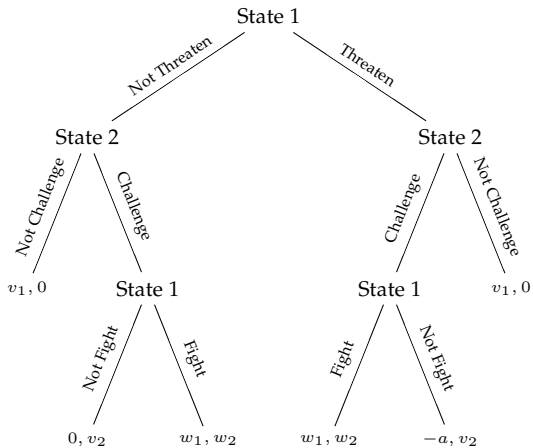 State 1
Not Threaten
Threaten
State 2
State 2
Not Challenge
Challenge
Challenge
Not Challenge
v₁, 0
State 1
State 1
v₁, 0
Not Fight
Fight
Fight
Not Fight
0, v₂
w₁, w₂
w₁, w₂
−a, v₂